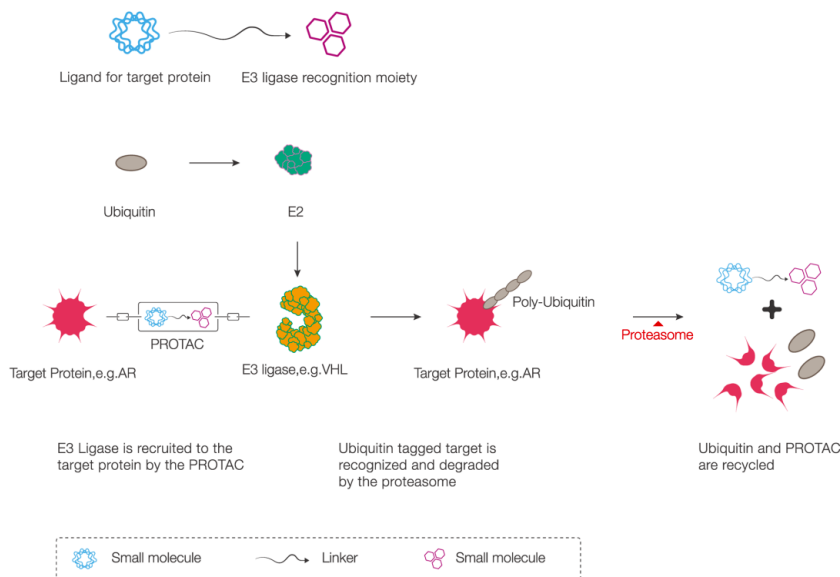 Ligand for target protein
E3 ligase recognition moiety
Ubiquitin
E2
Poly-Ubiquitin
PROTAC
Proteasome
Target Protein,e.g.AR
E3 ligase,e.g.VHL
Target Protein,e.g.AR
E3 Ligase is recruited to the
target protein by the PROTAC
Ubiquitin tagged target is
recognized and degraded
by the proteasome
Ubiquitin and PROTAC
are recycled
Small molecule
Linker
Small molecule